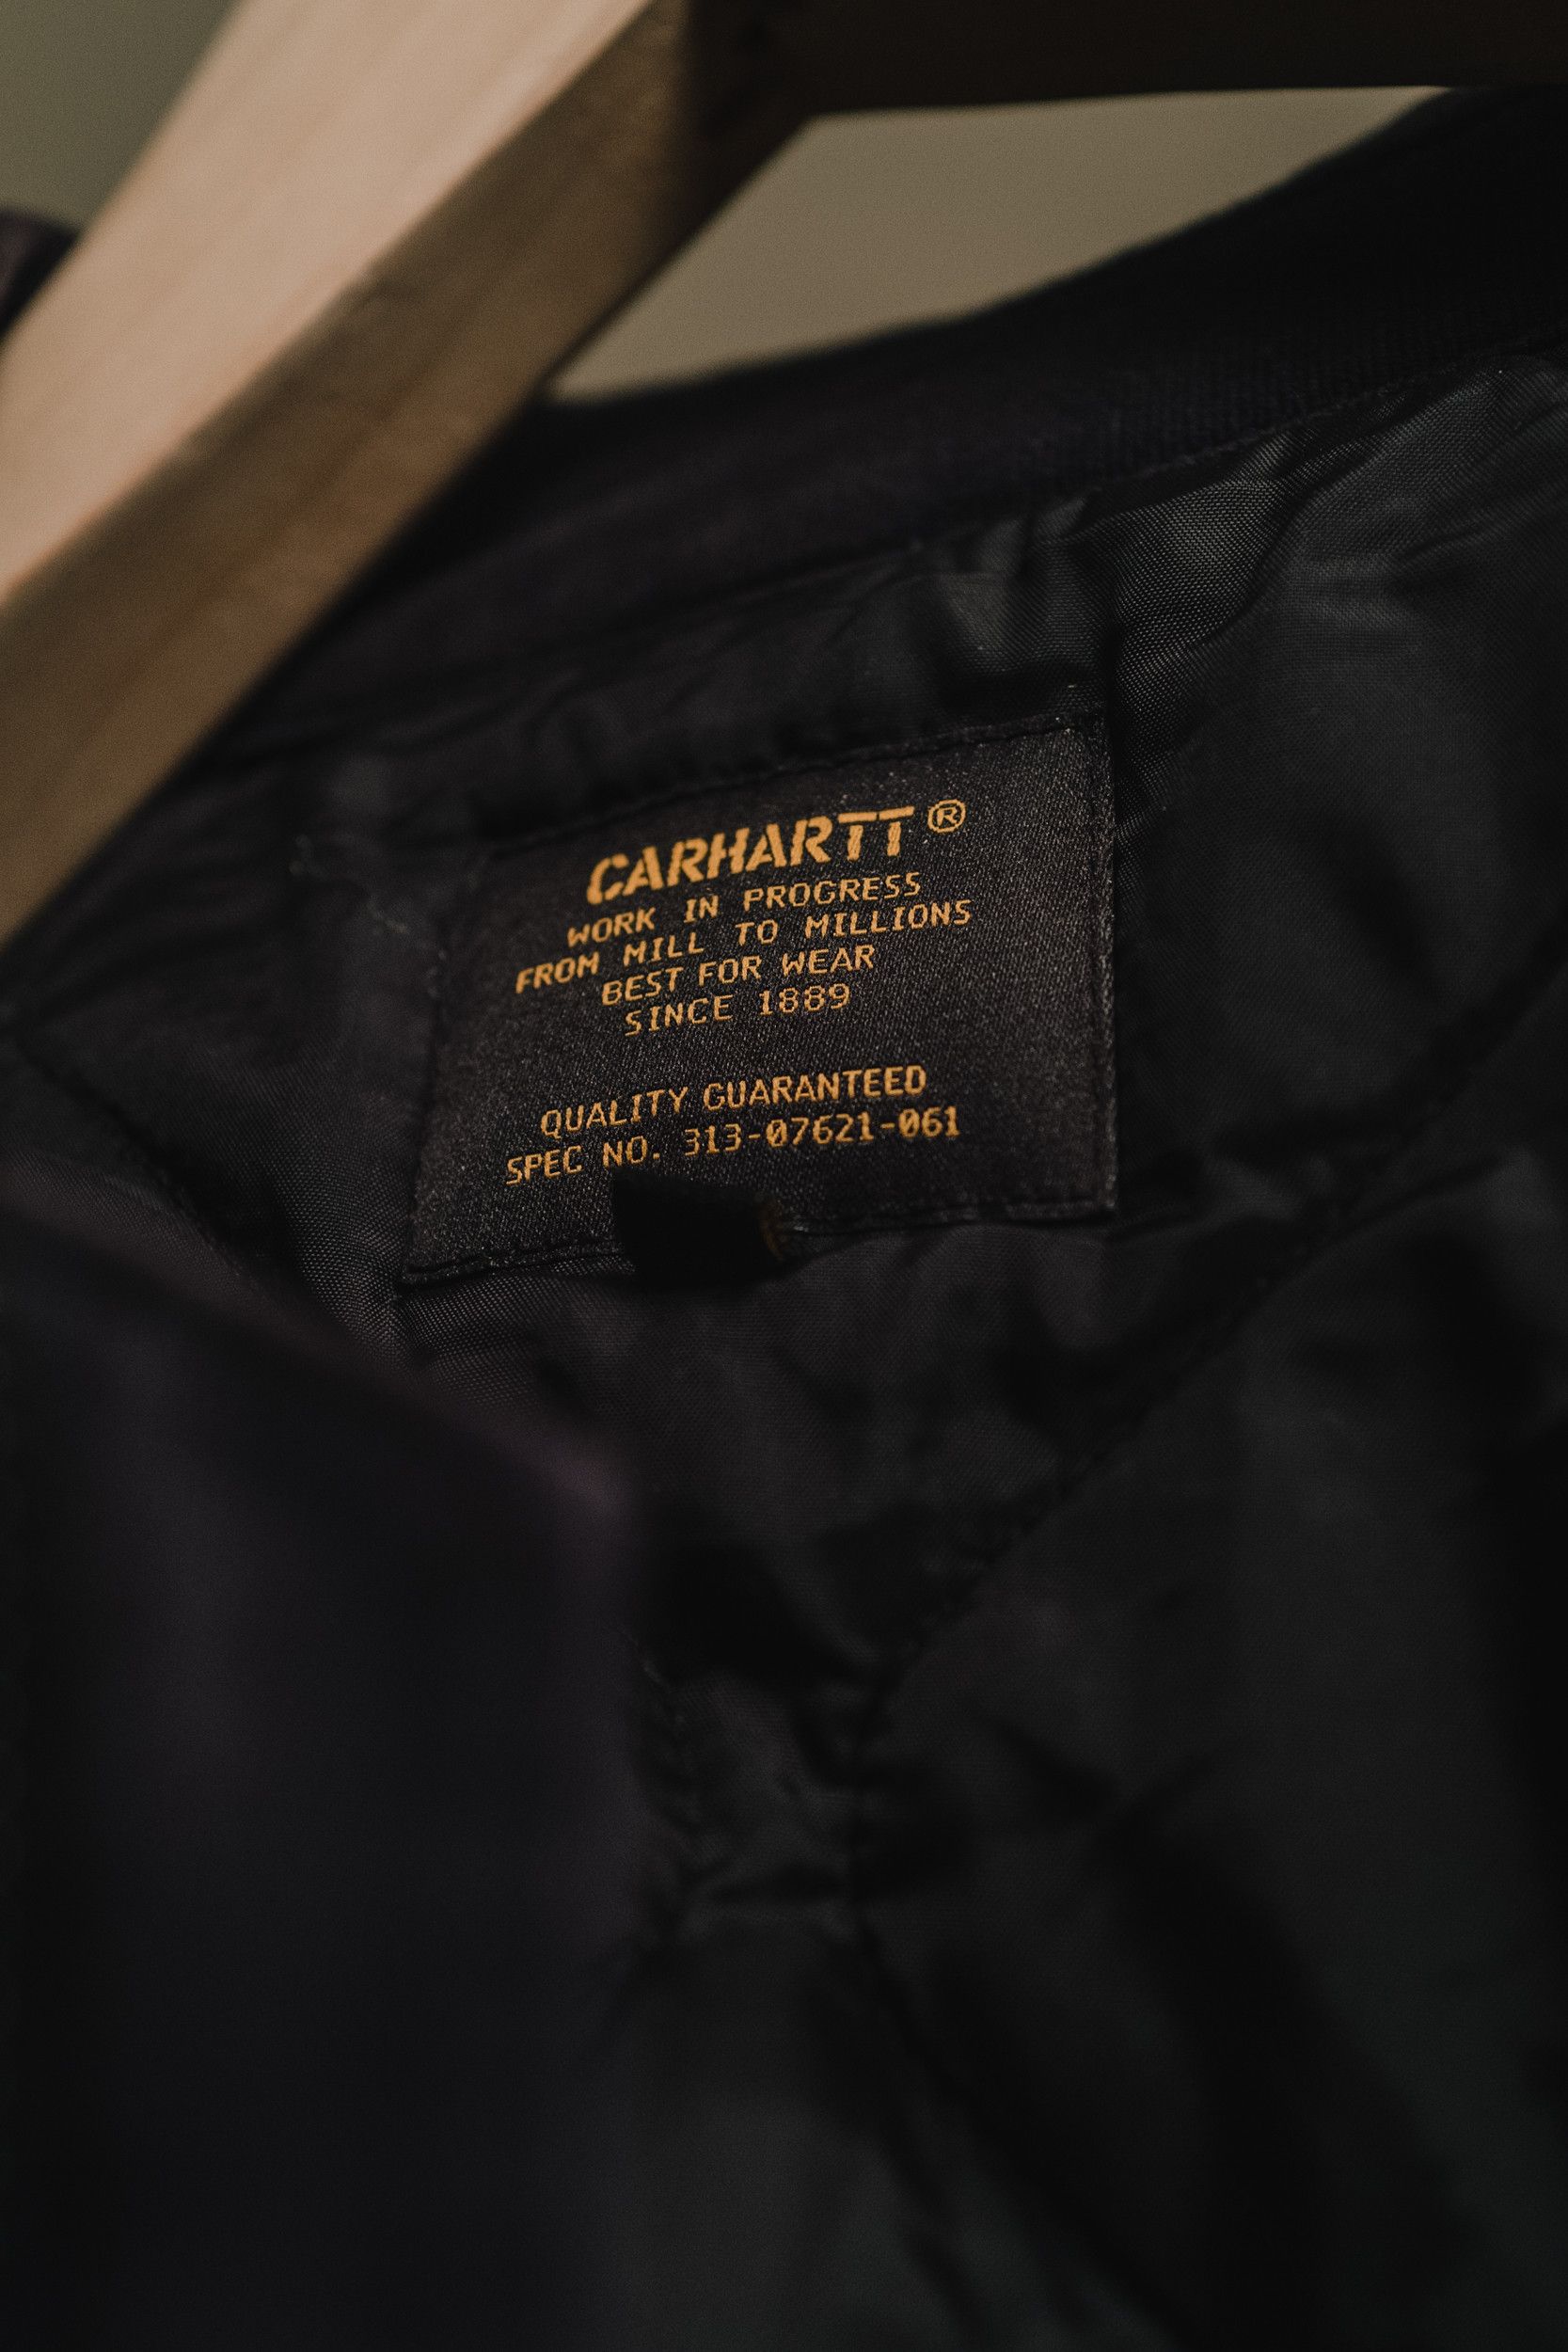 CARHARTT®
WORK IN PROGRESS
FROM MILL TO MILLIONS
BEST FOR WEAR
SINCE 1889
QUALITY GUARANTEED
SPEC NO. 313-07621-061